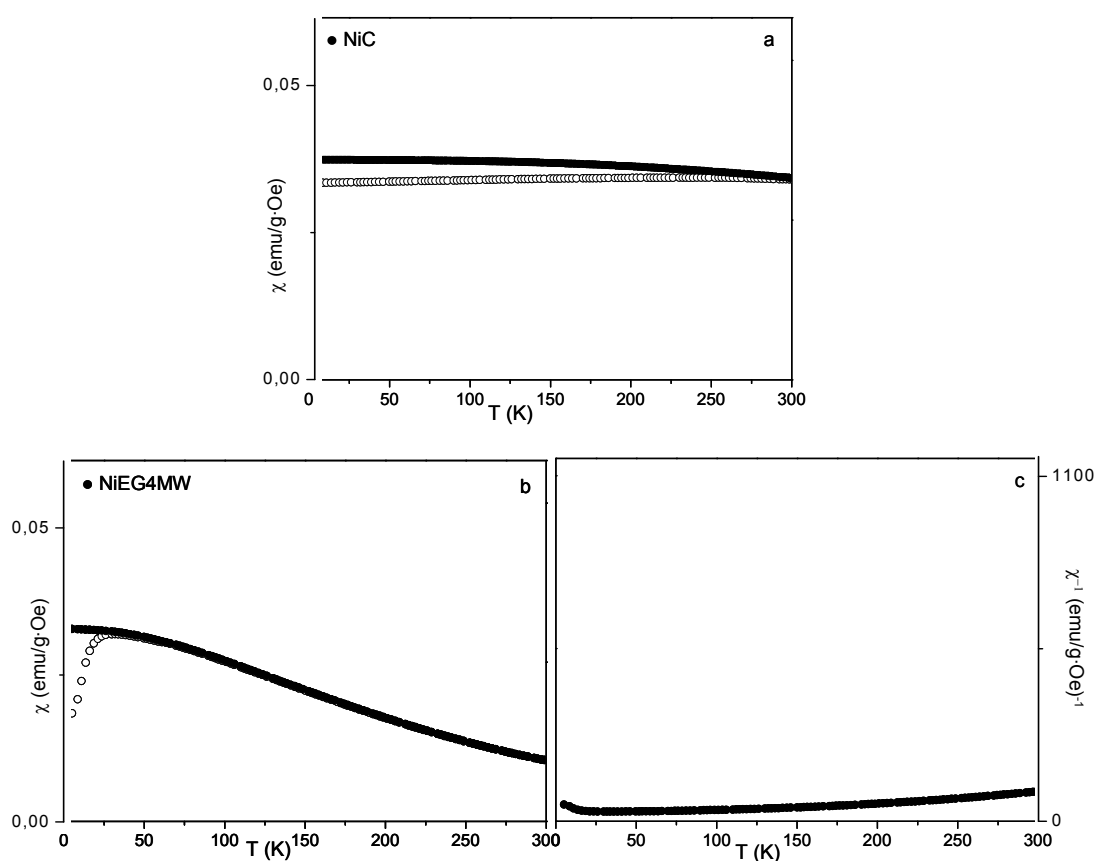 ● NiC
a
0,05
χ (emu/g·Oe)
0,00
0 50 100 150 200 250 300
T (K)
● NiEG4MW
b
0,05
χ (emu/g·Oe)
0,00
0 50 100 150 200 250 300
T (K)
c
1100
χ⁻¹ (emu/g·Oe)⁻¹
0
50 100 150 200 250 300
T (K)